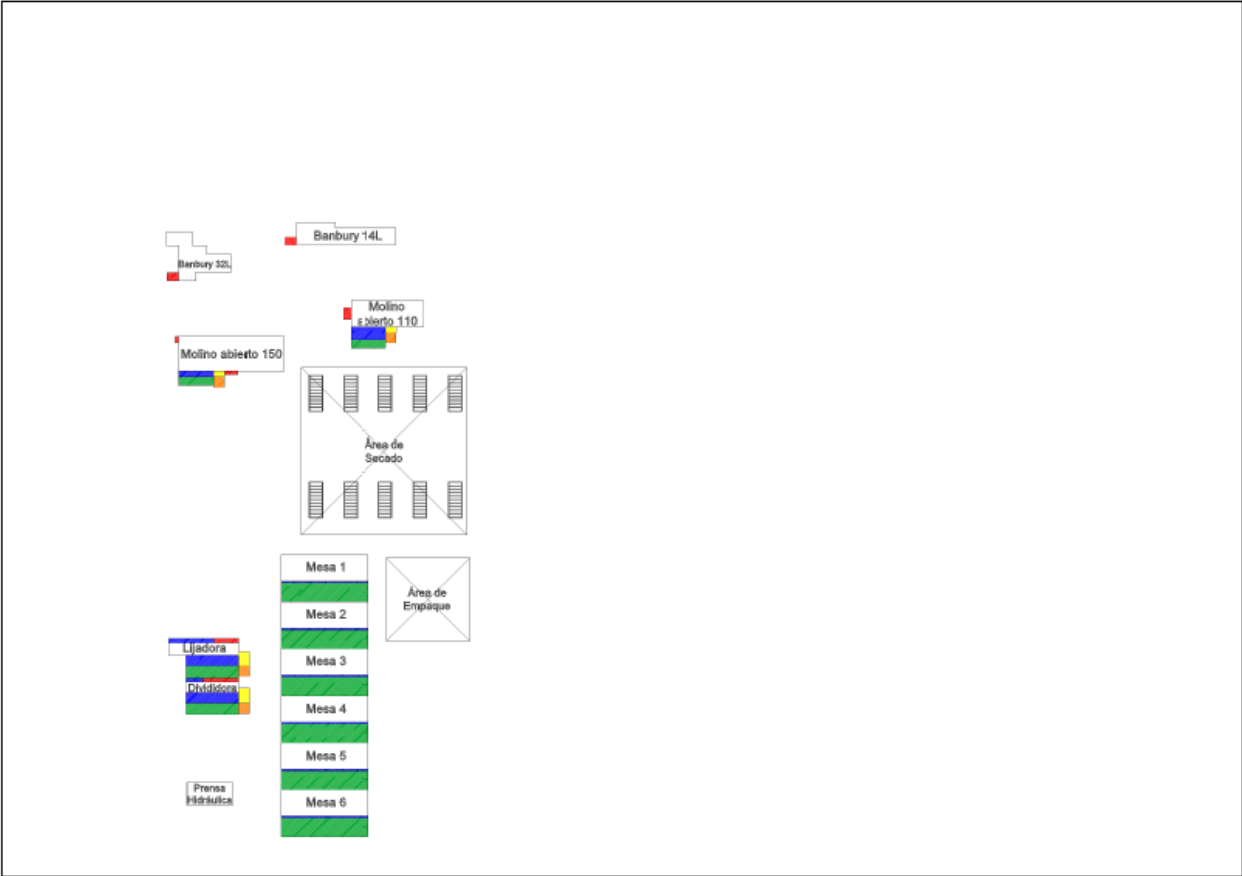 Banbury 14L
Banbury 32L
Molino
abierto 110
Molino abierto 150
Área de
Secado
Mesa 1
Área de
Empaque
Mesa 2
Lijadora
Mesa 3
Divididora
Mesa 4
Mesa 5
Prensa
Hidráulica
Mesa 6